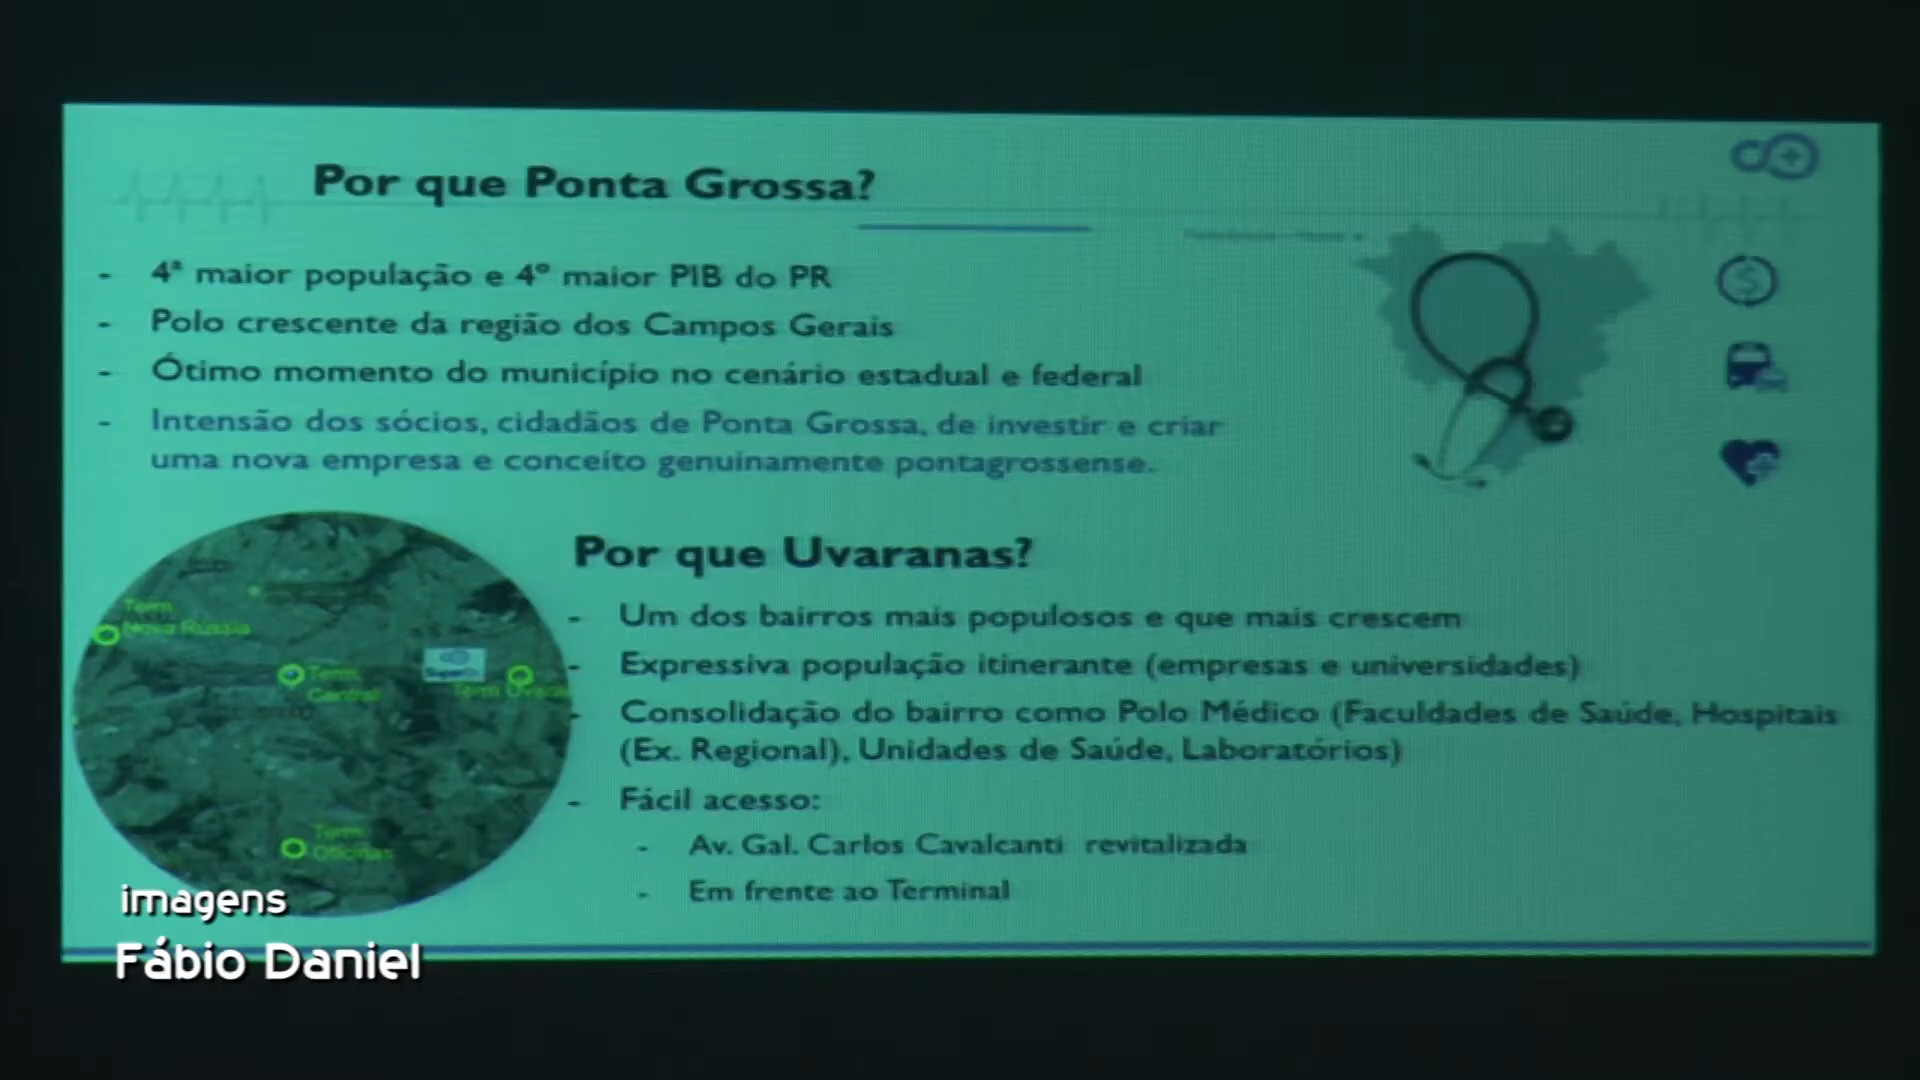 Por que Ponta Grossa?
- 4ª maior população e 4º maior PIB do PR
- Polo crescente da região dos Campos Gerais
- Ótimo momento do município no cenário estadual e federal
- Intensão dos sócios, cidadãos de Ponta Grossa, de investir e criar
uma nova empresa e conceito genuinamente pontagrossense.
Por que Uvaranas?
- Um dos bairros mais populosos e que mais crescem
- Expressiva população itinerante (empresas e universidades)
- Consolidação do bairro como Polo Médico (Faculdades de Saúde, Hospitais
(Ex. Regional), Unidades de Saúde, Laboratórios)
- Fácil acesso:
- Av. Gal. Carlos Cavalcanti revitalizada
- Em frente ao Terminal
Term.
Nova Russia
Term.
Central
Term.
Oficinas
imagens
Fábio Daniel